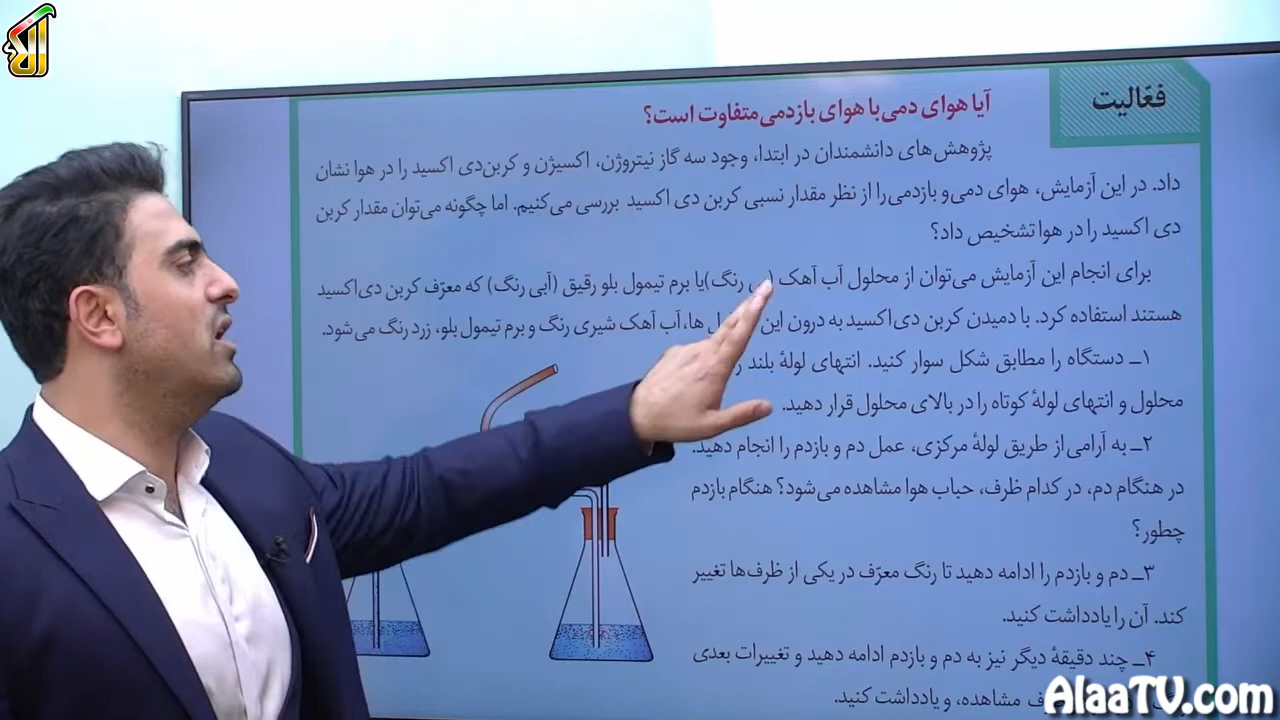 آلاء
فعّالیت
آیا هوای دمی با هوای بازدمی متفاوت است؟
پژوهش‌های دانشمندان در ابتدا، وجود سه گاز نیتروژن، اکسیژن و کربن‌دی اکسید را در هوا نشان
داد. در این آزمایش، هوای دمی و بازدمی را از نظر مقدار نسبی کربن دی اکسید بررسی می‌کنیم. اما چگونه می‌توان مقدار کربن
دی اکسید را در هوا تشخیص داد؟
برای انجام این آزمایش می‌توان از محلول آب آهک ( رنگ) یا برم تیمول بلو رقیق (آبی رنگ) که معرّف کربن دی‌اکسید
هستند استفاده کرد. با دمیدن کربن دی‌اکسید به درون این ها، آب آهک شیری رنگ و برم تیمول بلو، زرد رنگ می‌شود.
۱ــ دستگاه را مطابق شکل سوار کنید. انتهای لولهٔ بلند
محلول و انتهای لولهٔ کوتاه را در بالای محلول قرار دهید.
۲ــ به آرامی از طریق لولهٔ مرکزی، عمل دم و بازدم را انجام دهید.
در هنگام دم، در کدام ظرف، حباب هوا مشاهده می‌شود؟ هنگام بازدم
چطور؟
۳ــ دم و بازدم را ادامه دهید تا رنگ معرّف در یکی از ظرف‌ها تغییر
کند. آن را یادداشت کنید.
۴ــ چند دقیقهٔ دیگر نیز به دم و بازدم ادامه دهید و تغییرات بعدی
مشاهده، و یادداشت کنید.
AlaaTV.com